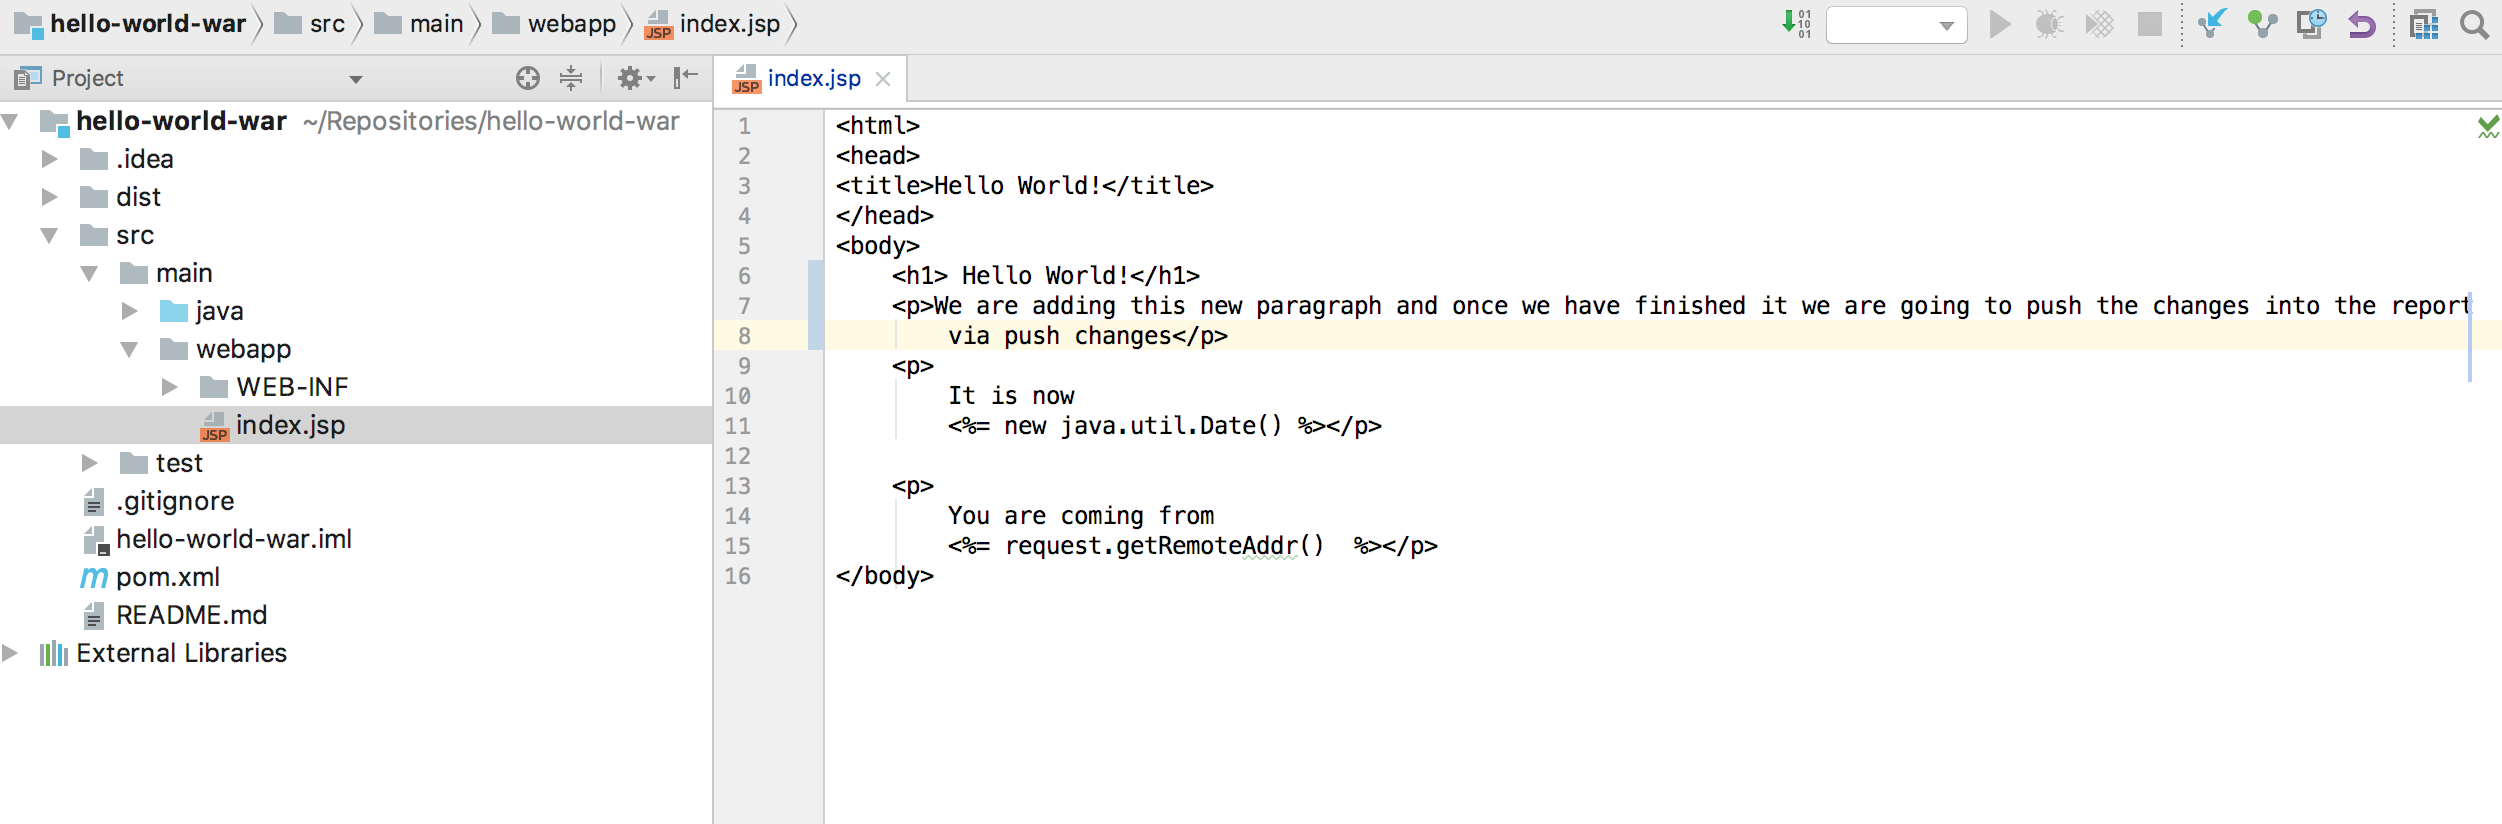 hello-world-war src main webapp index.jsp
Project
index.jsp
hello-world-war ~/Repositories/hello-world-war
.idea
dist
src
main
java
webapp
WEB-INF
index.jsp
test
.gitignore
hello-world-war.iml
pom.xml
README.md
External Libraries
1 <html>
2 <head>
3 <title>Hello World!</title>
4 </head>
5 <body>
6 <h1> Hello World!</h1>
7 <p>We are adding this new paragraph and once we have finished it we are going to push the changes into the report
8 via push changes</p>
9 <p>
10 It is now
11 <%= new java.util.Date() %></p>
12
13 <p>
14 You are coming from
15 <%= request.getRemoteAddr()  %></p>
16 </body>